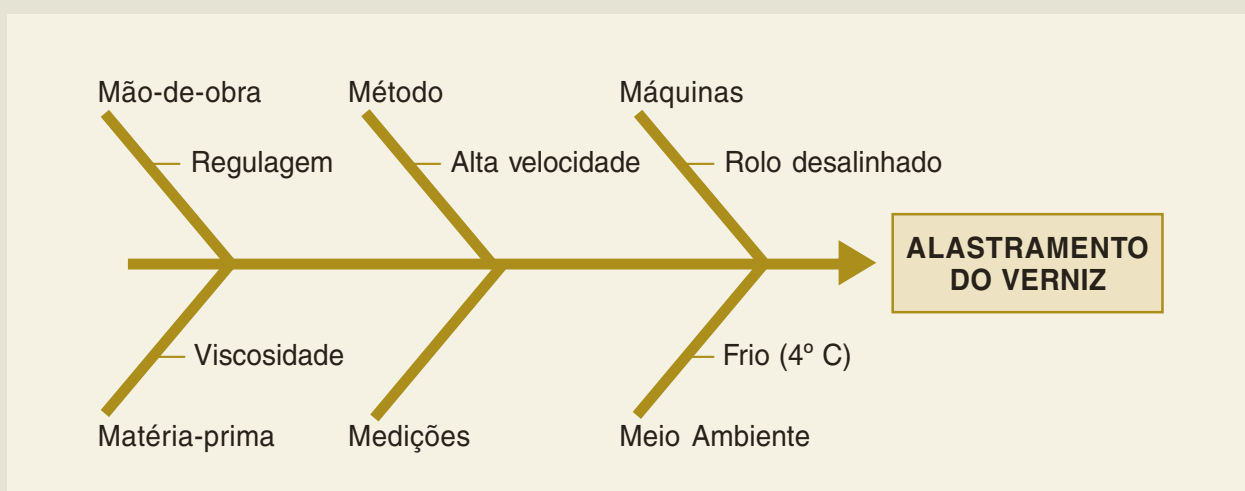 Mão-de-obra
Método
Máquinas
Regulagem
Alta velocidade
Rolo desalinhado
ALASTRAMENTO
DO VERNIZ
Viscosidade
Frio (4º C)
Matéria-prima
Medições
Meio Ambiente